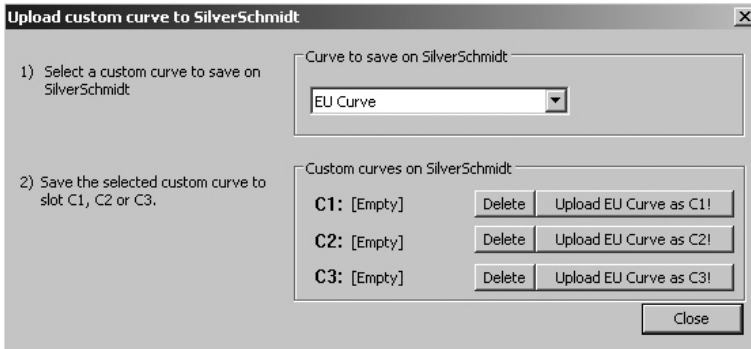 Upload custom curve to SilverSchmidt
1) Select a custom curve to save on
SilverSchmidt
Curve to save on SilverSchmidt
EU Curve
2) Save the selected custom curve to
slot C1, C2 or C3.
Custom curves on SilverSchmidt
C1: [Empty] Delete Upload EU Curve as C1!
C2: [Empty] Delete Upload EU Curve as C2!
C3: [Empty] Delete Upload EU Curve as C3!
Close